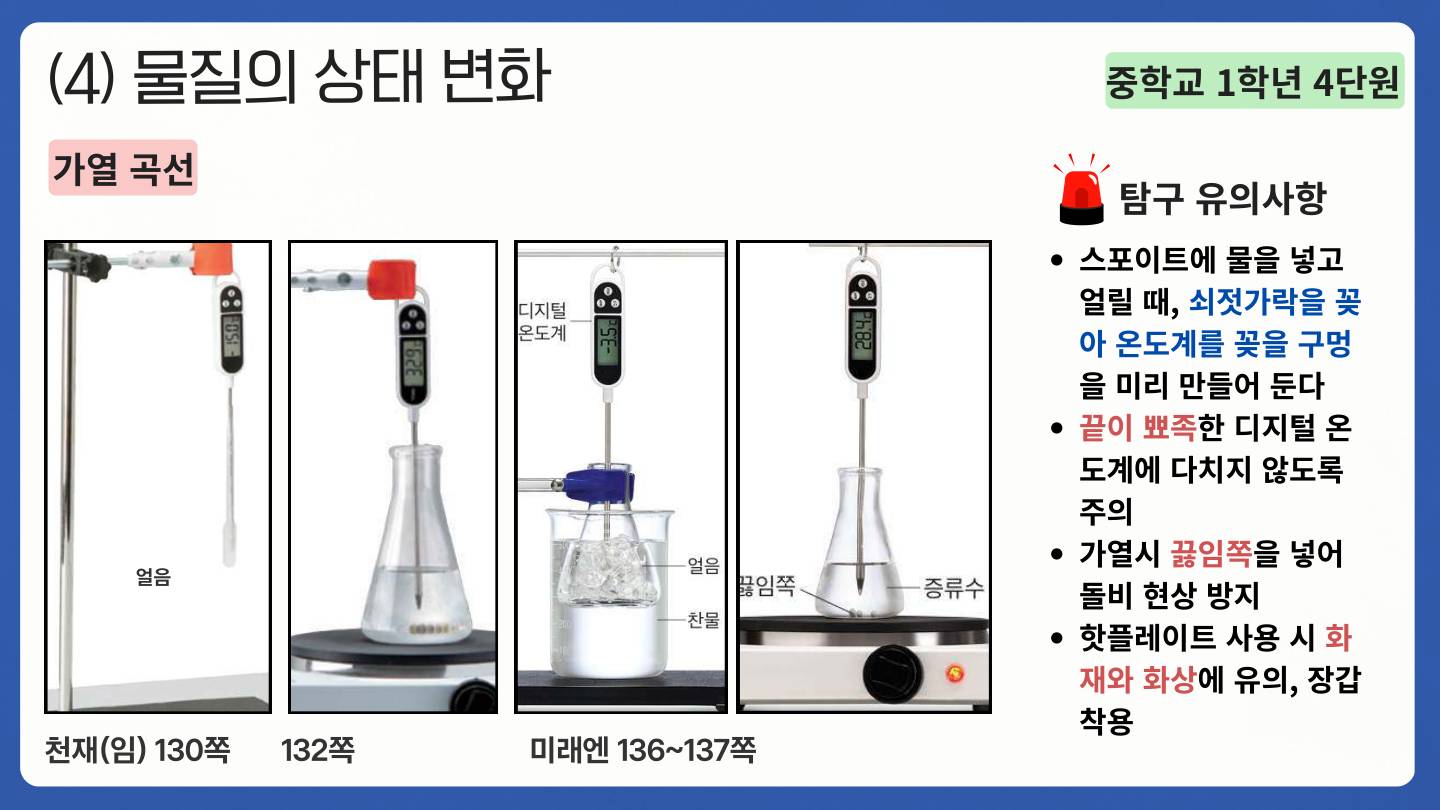 (4) 물질의 상태 변화
중학교 1학년 4단원
가열 곡선
탐구 유의사항
디지털
온도계
얼음
얼음
찬물
끓임쪽
증류수
천재(임) 130쪽
132쪽
미래엔 136~137쪽
• 스포이트에 물을 넣고
얼릴 때, 쇠젓가락을 꽂
아 온도계를 꽂을 구멍
을 미리 만들어 둔다
• 끝이 뾰족한 디지털 온
도계에 다치지 않도록
주의
• 가열시 끓임쪽을 넣어
돌비 현상 방지
• 핫플레이트 사용 시 화
재와 화상에 유의, 장갑
착용